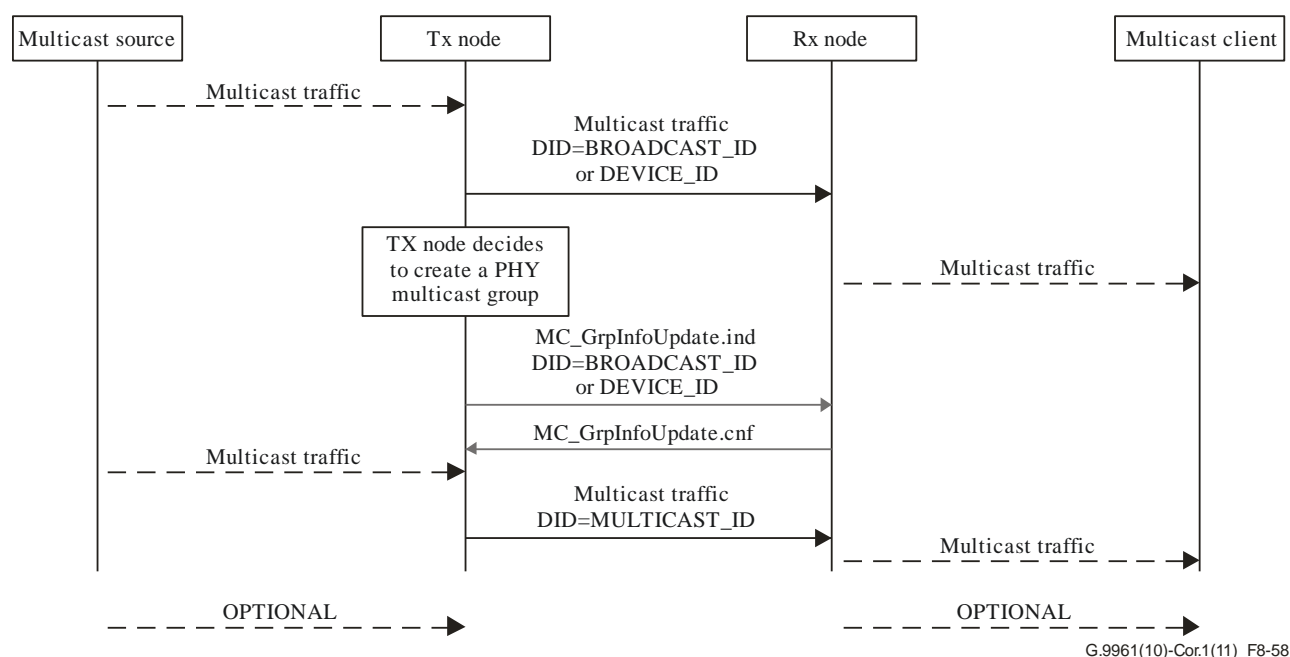 Multicast source
Tx node
Rx node
Multicast client
Multicast traffic
Multicast traffic
DID=BROADCAST_ID
or DEVICE_ID
TX node decides
to create a PHY
multicast group
Multicast traffic
MC_GrpInfoUpdate.ind
DID=BROADCAST_ID
or DEVICE_ID
MC_GrpInfoUpdate.cnf
Multicast traffic
Multicast traffic
DID=MULTICAST_ID
Multicast traffic
OPTIONAL
OPTIONAL
G.9961(10)-Cor.1(11)_F8-58